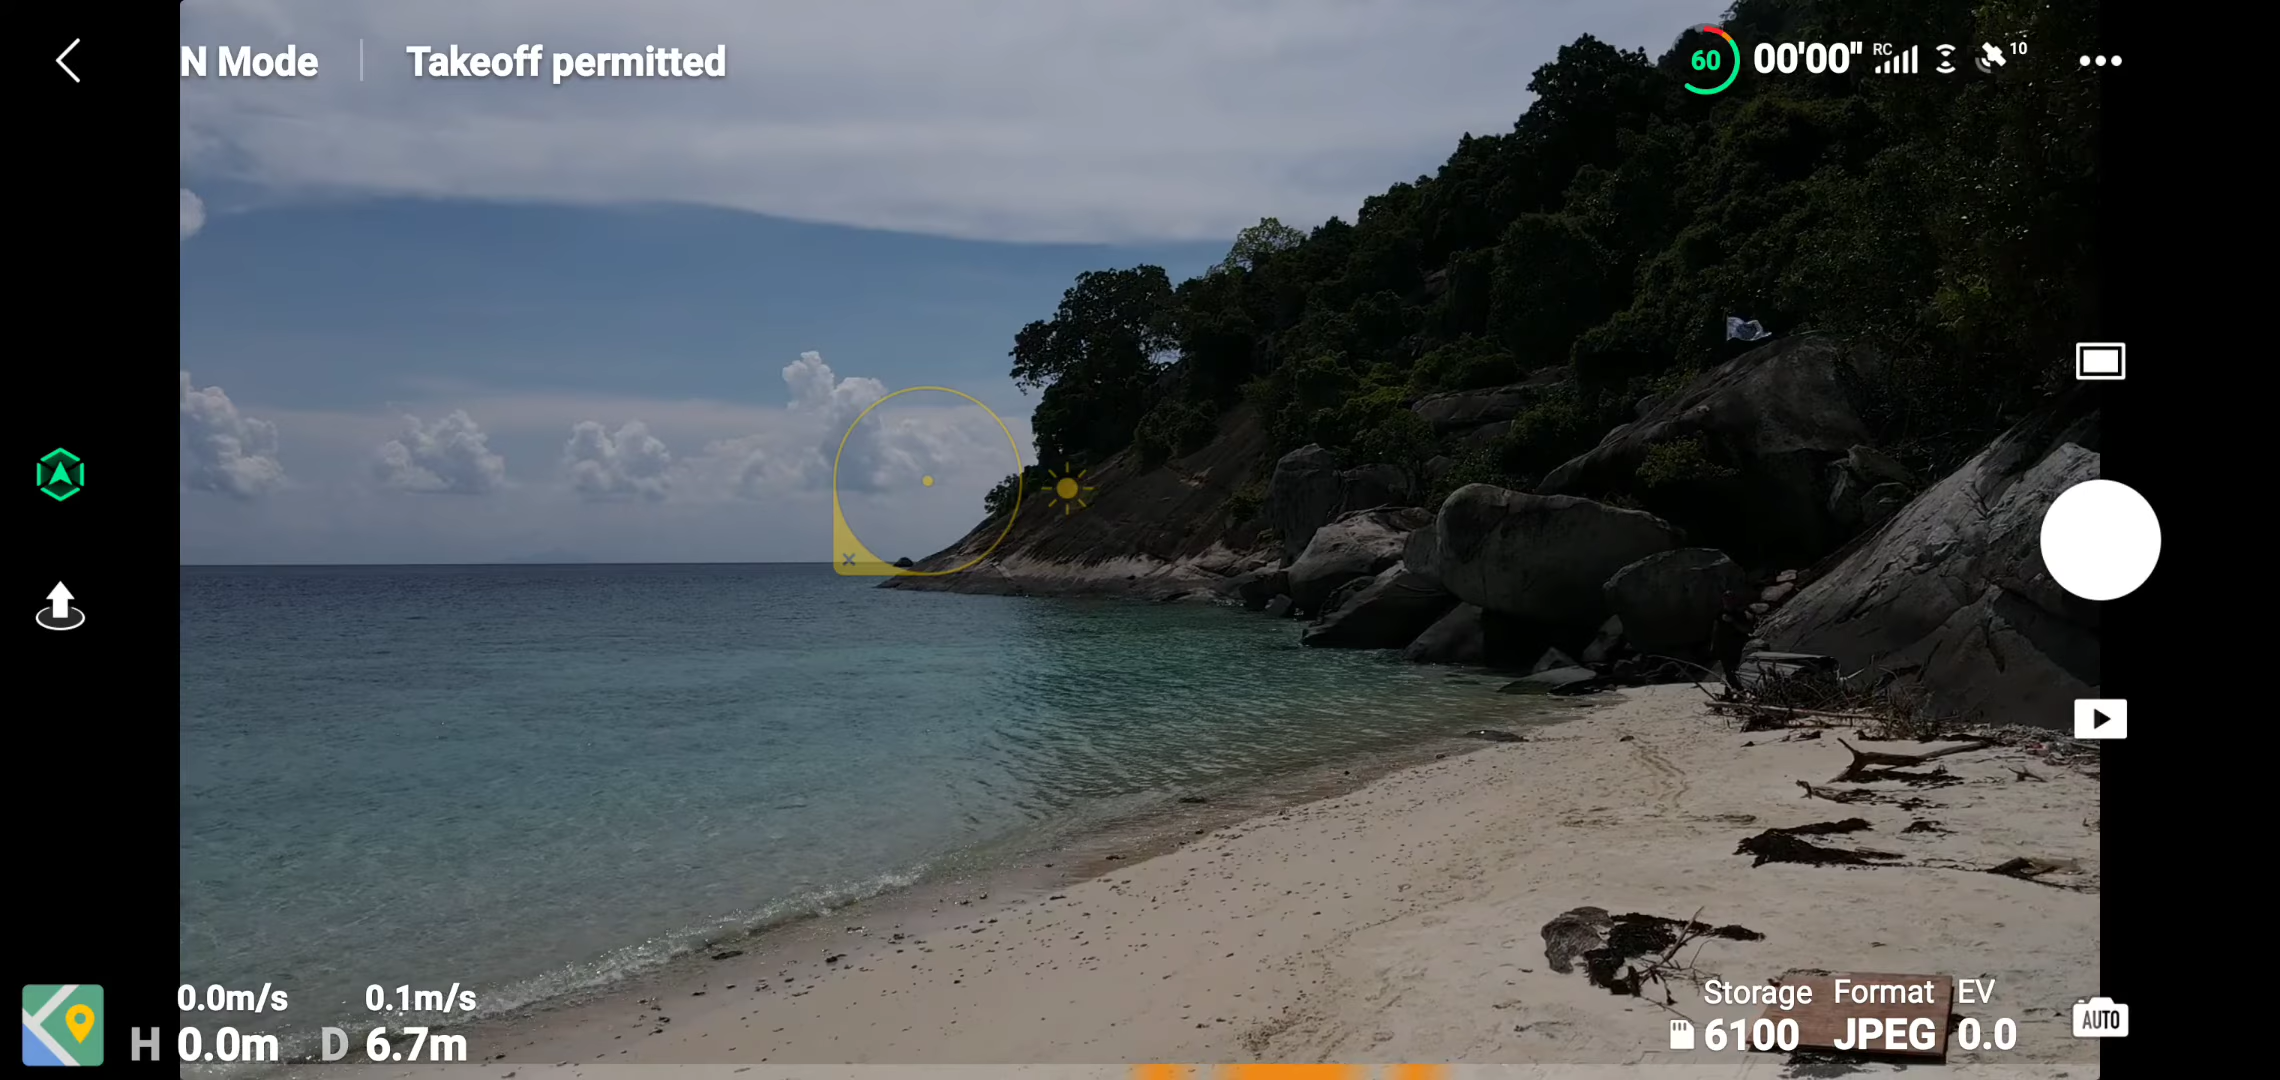 N Mode
Takeoff permitted
60
00'00"
RC
10
0.0m/s
0.1m/s
H 0.0m
D 6.7m
Storage Format EV
6100 JPEG 0.0
AUTO